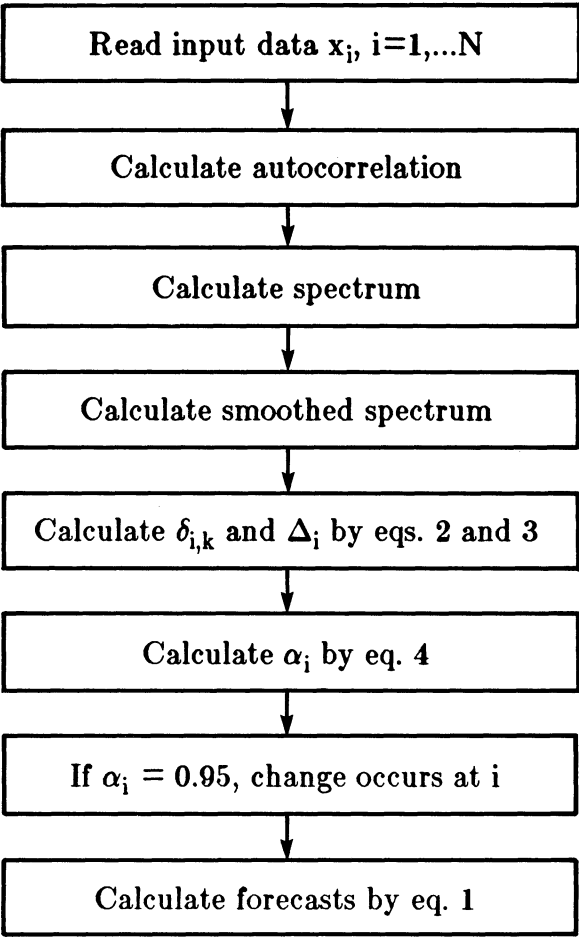 Read input data xᵢ, i=1,...N
Calculate autocorrelation
Calculate spectrum
Calculate smoothed spectrum
Calculate δᵢ,ₖ and Δᵢ by eqs. 2 and 3
Calculate αᵢ by eq. 4
If αᵢ = 0.95, change occurs at i
Calculate forecasts by eq. 1